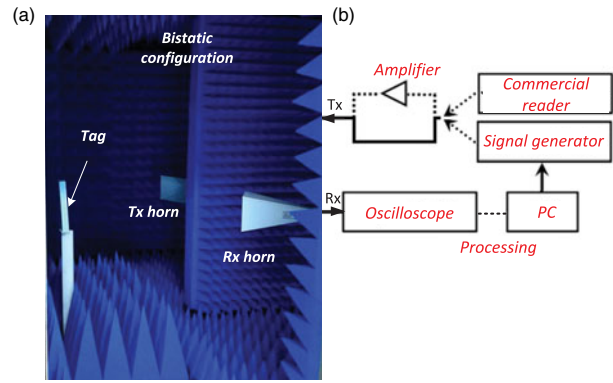 (a)
Bistatic
configuration
Tag
Tx horn
Rx horn
(b)
Amplifier
Tx
Commercial
reader
Signal generator
Rx
Oscilloscope
PC
Processing